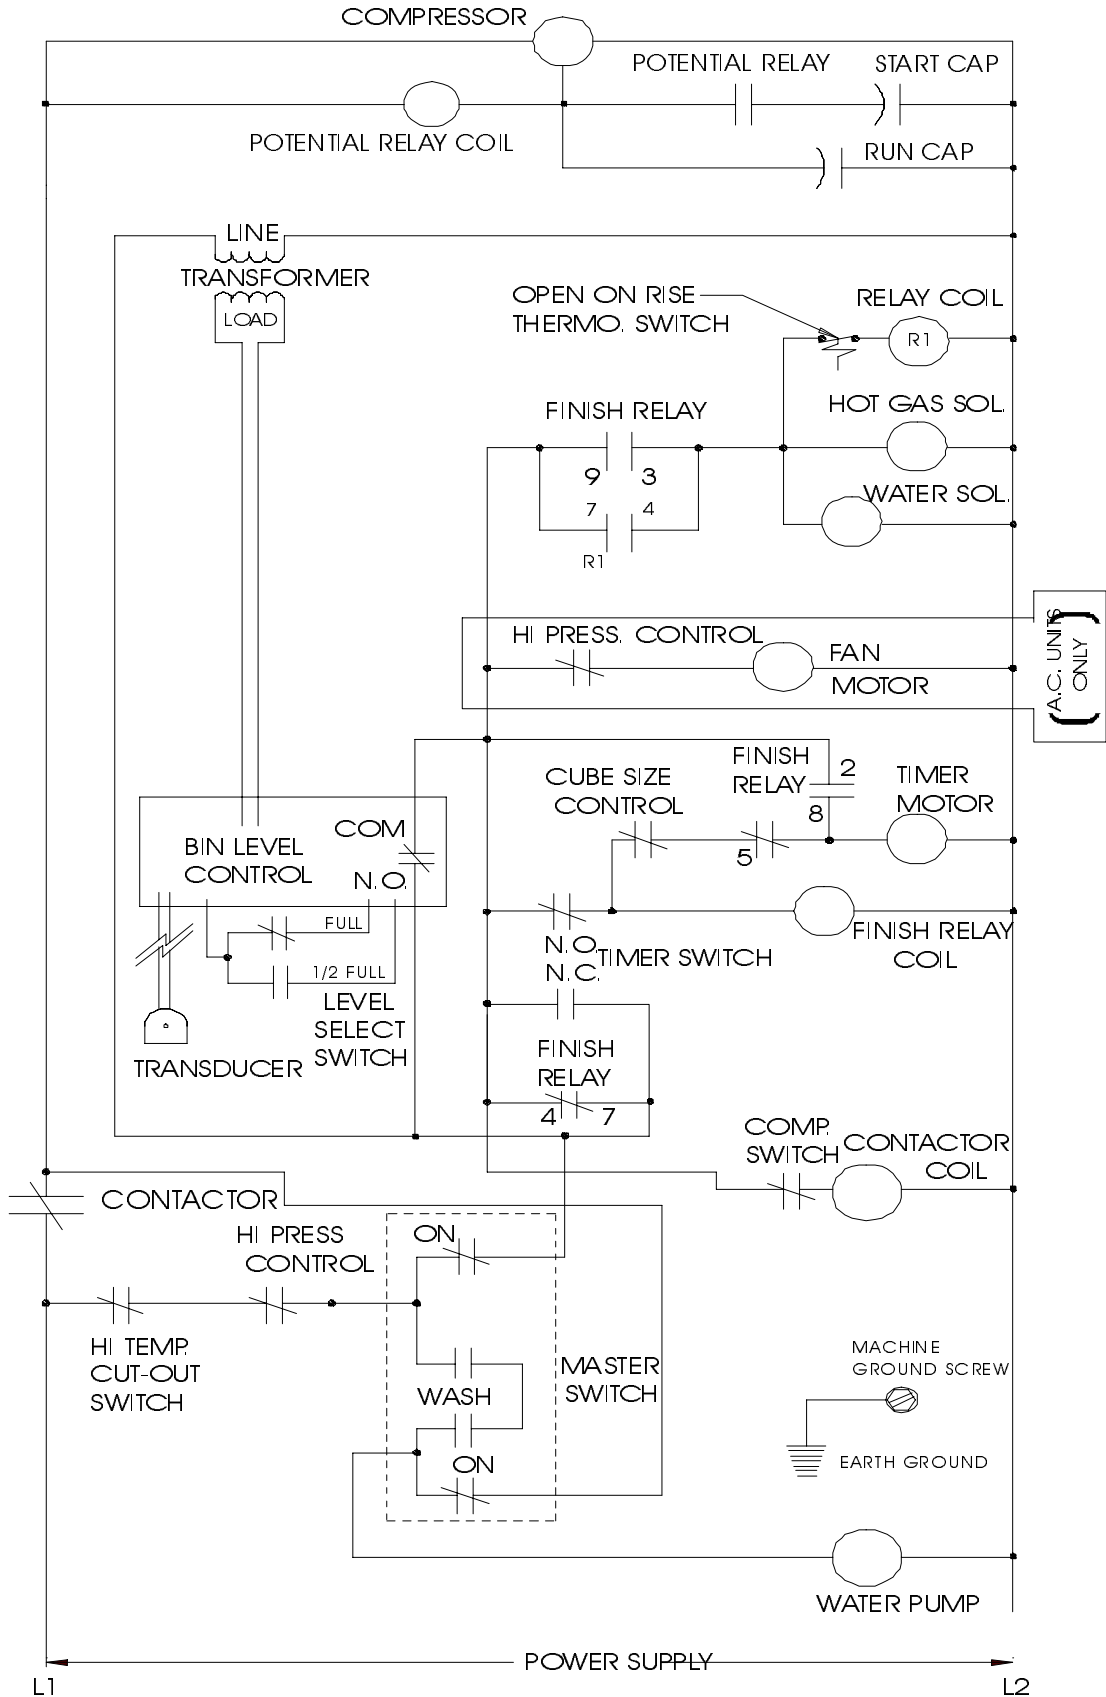 COMPRESSOR
POTENTIAL RELAY
START CAP
POTENTIAL RELAY COIL
RUN CAP
LINE
TRANSFORMER
LOAD
OPEN ON RISE
THERMO. SWITCH
RELAY COIL
R1
HOT GAS SOL.
FINISH RELAY
9 3
7 4
R1
WATER SOL.
HI PRESS. CONTROL
FAN
MOTOR
A.C. UNITS
ONLY
FINISH
RELAY
2
8
TIMER
MOTOR
CUBE SIZE
CONTROL
5
COM
BIN LEVEL
CONTROL
N.O.
FULL
1/2 FULL
LEVEL
SELECT
SWITCH
TRANSDUCER
N.O.
N.C.
TIMER SWITCH
FINISH RELAY
COIL
FINISH
RELAY
4 7
COMP.
SWITCH
CONTACTOR
COIL
CONTACTOR
HI PRESS
CONTROL
ON
HI TEMP.
CUT-OUT
SWITCH
WASH
MASTER
SWITCH
ON
MACHINE
GROUND SCREW
EARTH GROUND
WATER PUMP
POWER SUPPLY
L1
L2